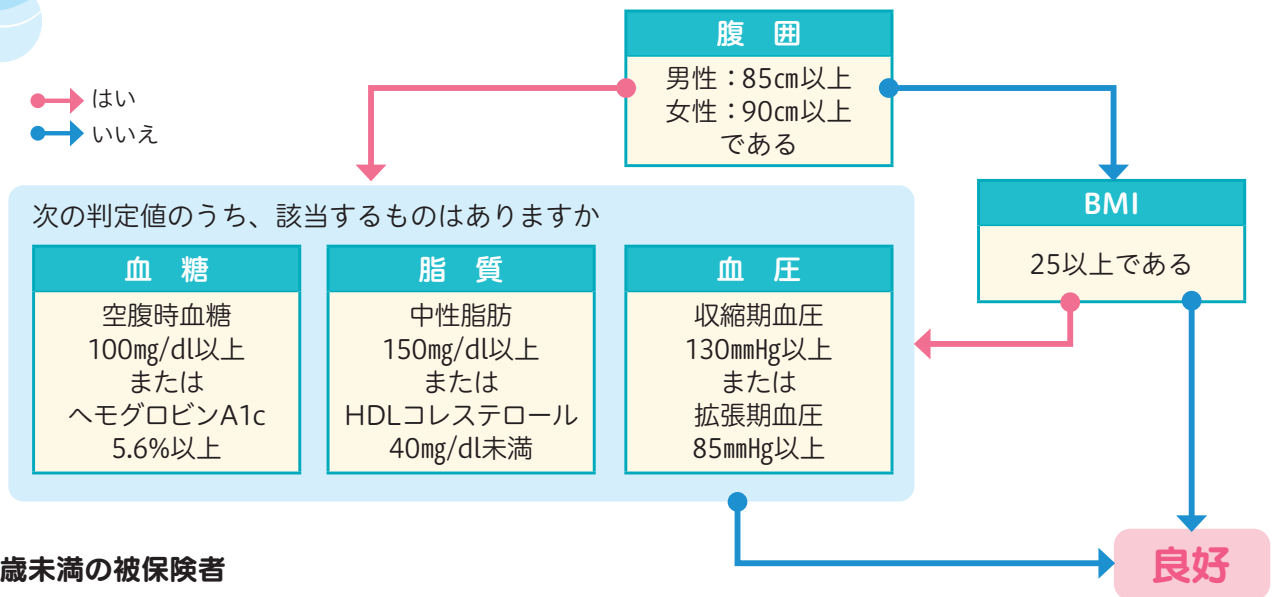 腹 囲
男性：85㎝以上
女性：90㎝以上
である
はい
いいえ
BMI
25以上である
次の判定値のうち、該当するものはありますか
血 糖
空腹時血糖
100㎎/dl以上
または
ヘモグロビンA1c
5.6%以上
脂 質
中性脂肪
150㎎/dl以上
または
HDLコレステロール
40㎎/dl未満
血 圧
収縮期血圧
130㎜Hg以上
または
拡張期血圧
85㎜Hg以上
良好
歳未満の被保険者